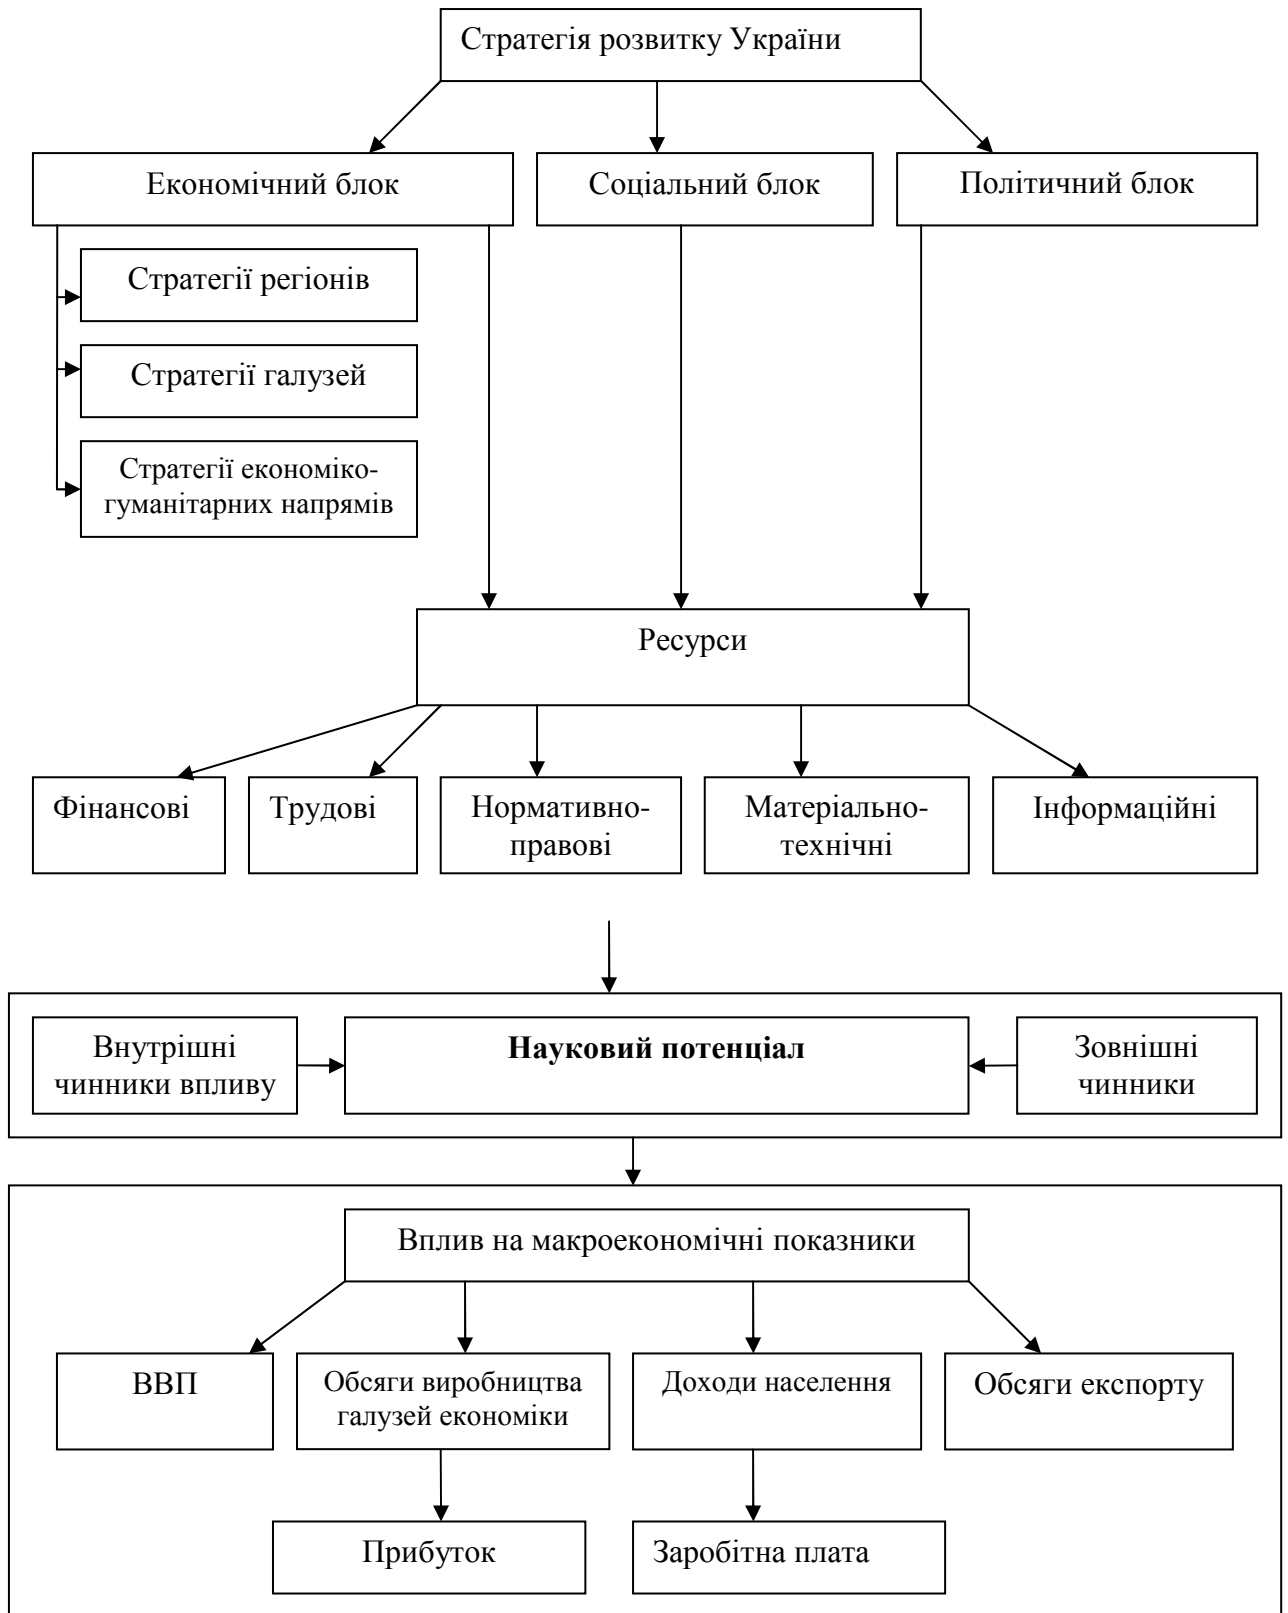 Стратегія розвитку України
Економічний блок
Соціальний блок
Політичний блок
Стратегії регіонів
Стратегії галузей
Стратегії економіко-
гуманітарних напрямів
Ресурси
Фінансові
Трудові
Нормативно-
правові
Матеріально-
технічні
Інформаційні
Внутрішні
чинники впливу
Науковий потенціал
Зовнішні
чинники
Вплив на макроекономічні показники
ВВП
Обсяги виробництва
галузей економіки
Доходи населення
Обсяги експорту
Прибуток
Заробітна плата